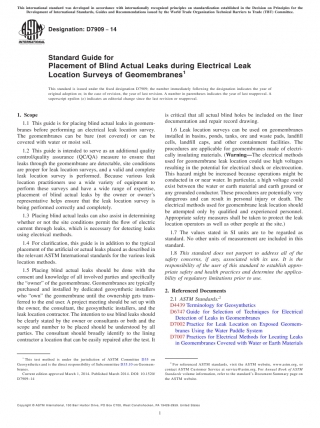 This international standard was developed in accordance with internationally recognized principles on standardization established in the Decision on Principles for the
Development of International Standards, Guides and Recommendations issued by the World Trade Organization Technical Barriers to Trade (TBT) Committee.
Designation: D7909 − 14
Standard Guide for
Placement of Blind Actual Leaks during Electrical Leak
Location Surveys of Geomembranes¹
This standard is issued under the fixed designation D7909; the number immediately following the designation indicates the year of
original adoption or, in the case of revision, the year of last revision. A number in parentheses indicates the year of last reapproval. A
superscript epsilon (ε) indicates an editorial change since the last revision or reapproval.
1. Scope
1.1 This guide is for placing blind actual leaks in geomem-
branes before performing an electrical leak location survey.
The geomembranes can be bare (not covered) or can be
covered with water or moist soil.
1.2 This guide is intended to serve as an additional quality
control/quality assurance (QC/QA) measure to ensure that
leaks through the geomembrane are detectable, site conditions
are proper for leak location surveys, and a valid and complete
leak location survey is performed. Because various leak
location practitioners use a wide variety of equipment to
perform these surveys and have a wide range of expertise,
placement of blind actual leaks by the owner or owner's
representative helps ensure that the leak location survey is
being performed correctly and completely.
1.3 Placing blind actual leaks can also assist in determining
whether or not the site conditions permit the flow of electric
current through leaks, which is necessary for detecting leaks
using electrical methods.
1.4 For clarification, this guide is in addition to the typical
placement of the artificial or actual leaks placed as described in
the relevant ASTM International standards for the various leak
location methods.
1.5 Placing blind actual leaks should be done with the
consent and knowledge of all involved parties and specifically
the "owner" of the geomembrane. Geomembranes are typically
purchased and installed by dedicated geosynthetic installers
who "own" the geomembrane until the ownership gets trans-
ferred to the end user. A project meeting should be set up with
the owner, the consultant, the geosynthetic installers, and the
leak location contractor. The intention to use blind leaks should
be clearly stated by the owner or consultants or both and the
scope and number to be placed should be understood by all
parties. The consultant should broadly identify to the lining
contractor a location that can be easily repaired after the test. It
is critical that all actual blind holes be included on the liner
documentation and repair record drawing.
1.6 Leak location surveys can be used on geomembranes
installed in basins, ponds, tanks, ore and waste pads, landfill
cells, landfill caps, and other containment facilities. The
procedures are applicable for geomembranes made of electri-
cally insulating materials. (Warning—The electrical methods
used for geomembrane leak location could use high voltages
resulting in the potential for electrical shock or electrocution.
This hazard might be increased because operations might be
conducted in or near water. In particular, a high voltage could
exist between the water or earth material and earth ground or
any grounded conductor. These procedures are potentially very
dangerous and can result in personal injury or death. The
electrical methods used for geomembrane leak location should
be attempted only by qualified and experienced personnel.
Appropriate safety measures shall be taken to protect the leak
location operators as well as other people at the site.)
1.7 The values stated in SI units are to be regarded as
standard. No other units of measurement are included in this
standard.
1.8 This standard does not purport to address all of the
safety concerns, if any, associated with its use. It is the
responsibility of the user of this standard to establish appro-
priate safety and health practices and determine the applica-
bility of regulatory limitations prior to use.
2. Referenced Documents
2.1 ASTM Standards:²
D4439 Terminology for Geosynthetics
D6747 Guide for Selection of Techniques for Electrical
Detection of Leaks in Geomembranes
D7002 Practice for Leak Location on Exposed Geomem-
branes Using the Water Puddle System
D7007 Practices for Electrical Methods for Locating Leaks
in Geomembranes Covered with Water or Earth Materials
¹ This test method is under the jurisdiction of ASTM Committee D35 on
Geosynthetics and is the direct responsibility of Subcommittee D35.10 on Geomem-
branes.
Current edition approved March 1, 2014. Published March 2014. DOI: 10.1520/
D7909–14.
² For referenced ASTM standards, visit the ASTM website, www.astm.org, or
contact ASTM Customer Service at service@astm.org. For Annual Book of ASTM
Standards volume information, refer to the standard's Document Summary page on
the ASTM website.
Copyright © ASTM International, 100 Barr Harbor Drive, PO Box C700, West Conshohocken, PA 19428-2959. United States
1